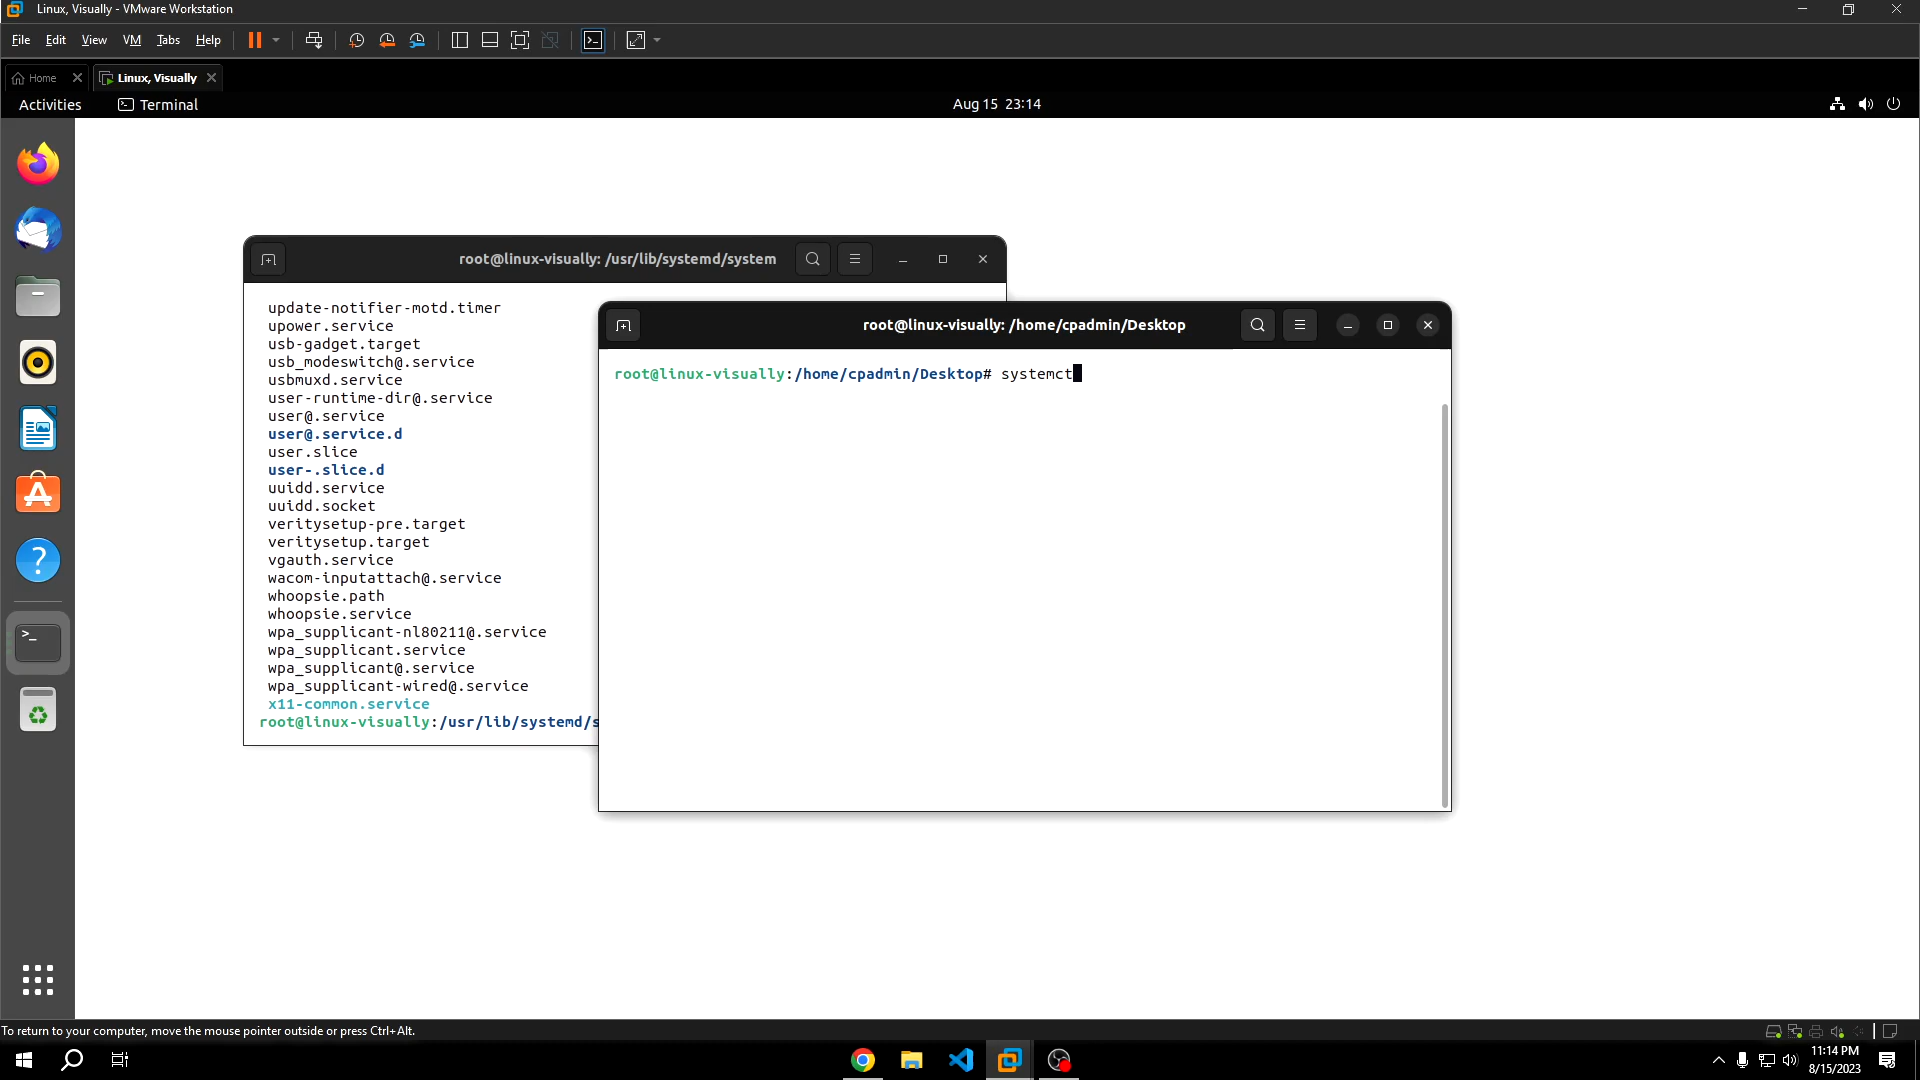 Linux, Visually - VMware Workstation
File Edit View VM Tabs Help
Home
Linux, Visually
Activities
Terminal
Aug 15 23:14
root@linux-visually: /usr/lib/systemd/system
update-notifier-motd.timer
upower.service
usb-gadget.target
usb_modeswitch@.service
usbmuxd.service
user-runtime-dir@.service
user@.service
user@.service.d
user.slice
user-.slice.d
uuidd.service
uuidd.socket
veritysetup-pre.target
veritysetup.target
vgauth.service
wacom-inputattach@.service
whoopsie.path
whoopsie.service
wpa_supplicant-nl80211@.service
wpa_supplicant.service
wpa_supplicant@.service
wpa_supplicant-wired@.service
x11-common.service
root@linux-visually:/usr/lib/systemd/s
root@linux-visually: /home/cpadmin/Desktop
root@linux-visually:/home/cpadmin/Desktop# systemct
To return to your computer, move the mouse pointer outside or press Ctrl+Alt.
11:14 PM
8/15/2023